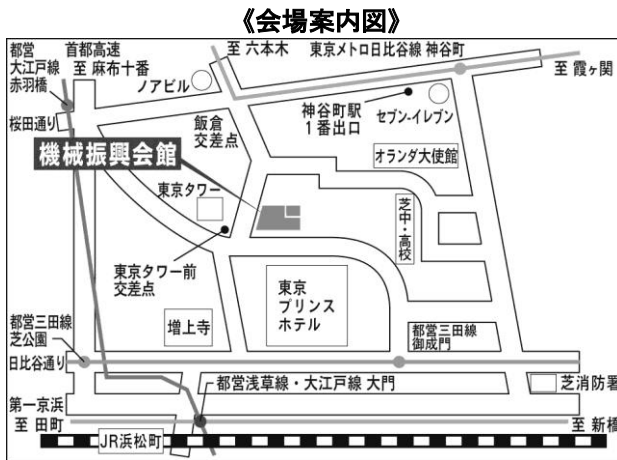 《会場案内図》
都営
大江戸線
赤羽橋
首都高速
至 麻布十番
至 六本木
東京メトロ日比谷線 神谷町
至 霞ヶ関
ノアビル
桜田通り
飯倉
交差点
神谷町駅
1番出口
セブン-イレブン
オランダ大使館
機械振興会館
東京タワー
芝中・高校
東京タワー前
交差点
東京
プリンス
ホテル
増上寺
都営三田線
芝公園
都営三田線
御成門
日比谷通り
都営浅草線・大江戸線 大門
芝消防署
第一京浜
至 田町
至 新橋
JR浜松町